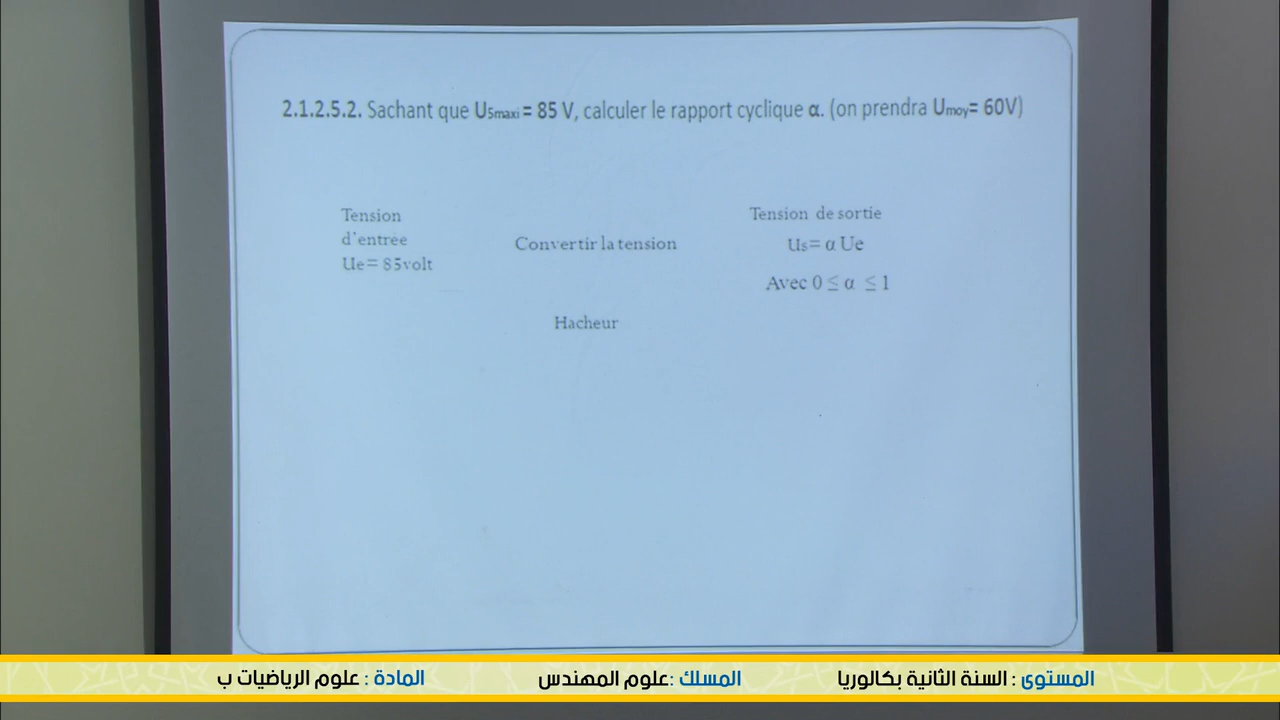 2.1.2.5.2. Sachant que USmaxi = 85 V, calculer le rapport cyclique α. (on prendra Umoy= 60V)
Tension
d'entrée
Ue= 85volt
Convertir la tension
Hacheur
Tension de sortie
Us= α Ue
Avec 0 ≤ α ≤ 1
المستوى : السنة الثانية بكالوريا
المسلك :علوم المهندس
المادة : علوم الرياضيات ب